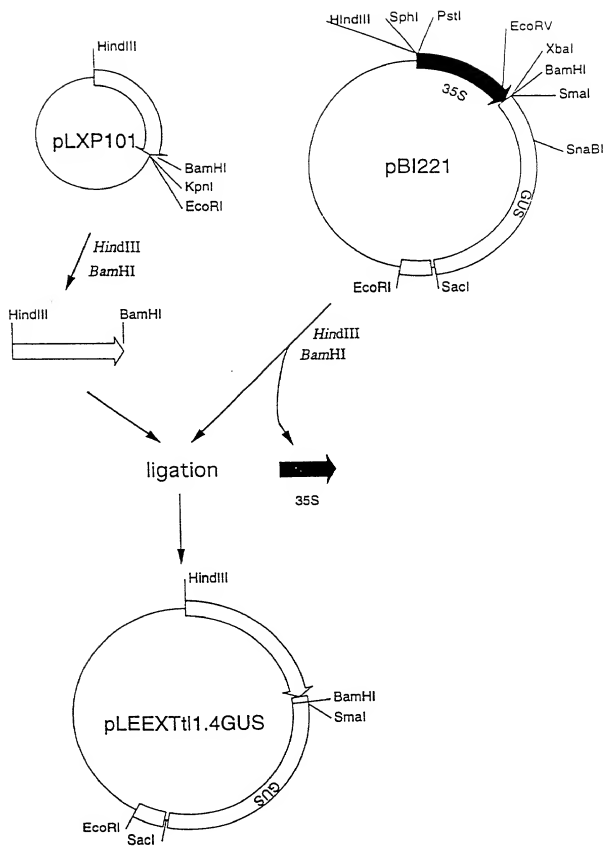 HindIII
pLXP101
BamHI
KpnI
EcoRI
HindIII
SphI
PstI
EcoRV
XbaI
BamHI
SmaI
SnaBI
35S
pBI221
GUS
EcoRI
SacI
HindIII
BamHI
HindIII
BamHI
HindIII
BamHI
ligation
35S
HindIII
BamHI
SmaI
pLEEXTtl1.4GUS
GUS
EcoRI
SacI